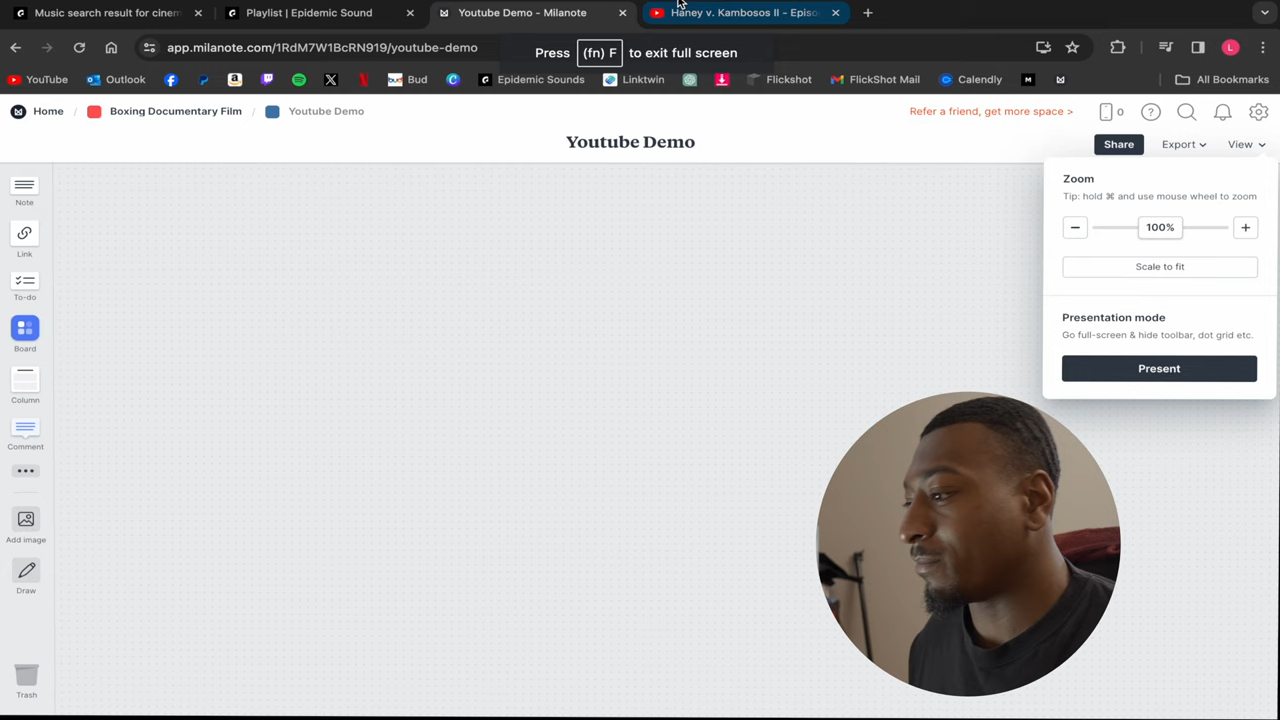 Music search result for cinem
Playlist | Epidemic Sound
Youtube Demo - Milanote
Haney v. Kambosos II - Episo
app.milanote.com/1RdM7W1BcRN919/youtube-demo
Press (fn) F to exit full screen
L
YouTube
Outlook
Bud
Epidemic Sounds
Linktwin
Flickshot
FlickShot Mail
Calendly
All Bookmarks
Home / Boxing Documentary Film / Youtube Demo
Refer a friend, get more space >
0
Youtube Demo
Share
Export
View
Note
Link
To-do
Board
Column
Comment
Add image
Draw
Trash
Zoom
Tip: hold ⌘ and use mouse wheel to zoom
100%
Scale to fit
Presentation mode
Go full-screen & hide toolbar, dot grid etc.
Present